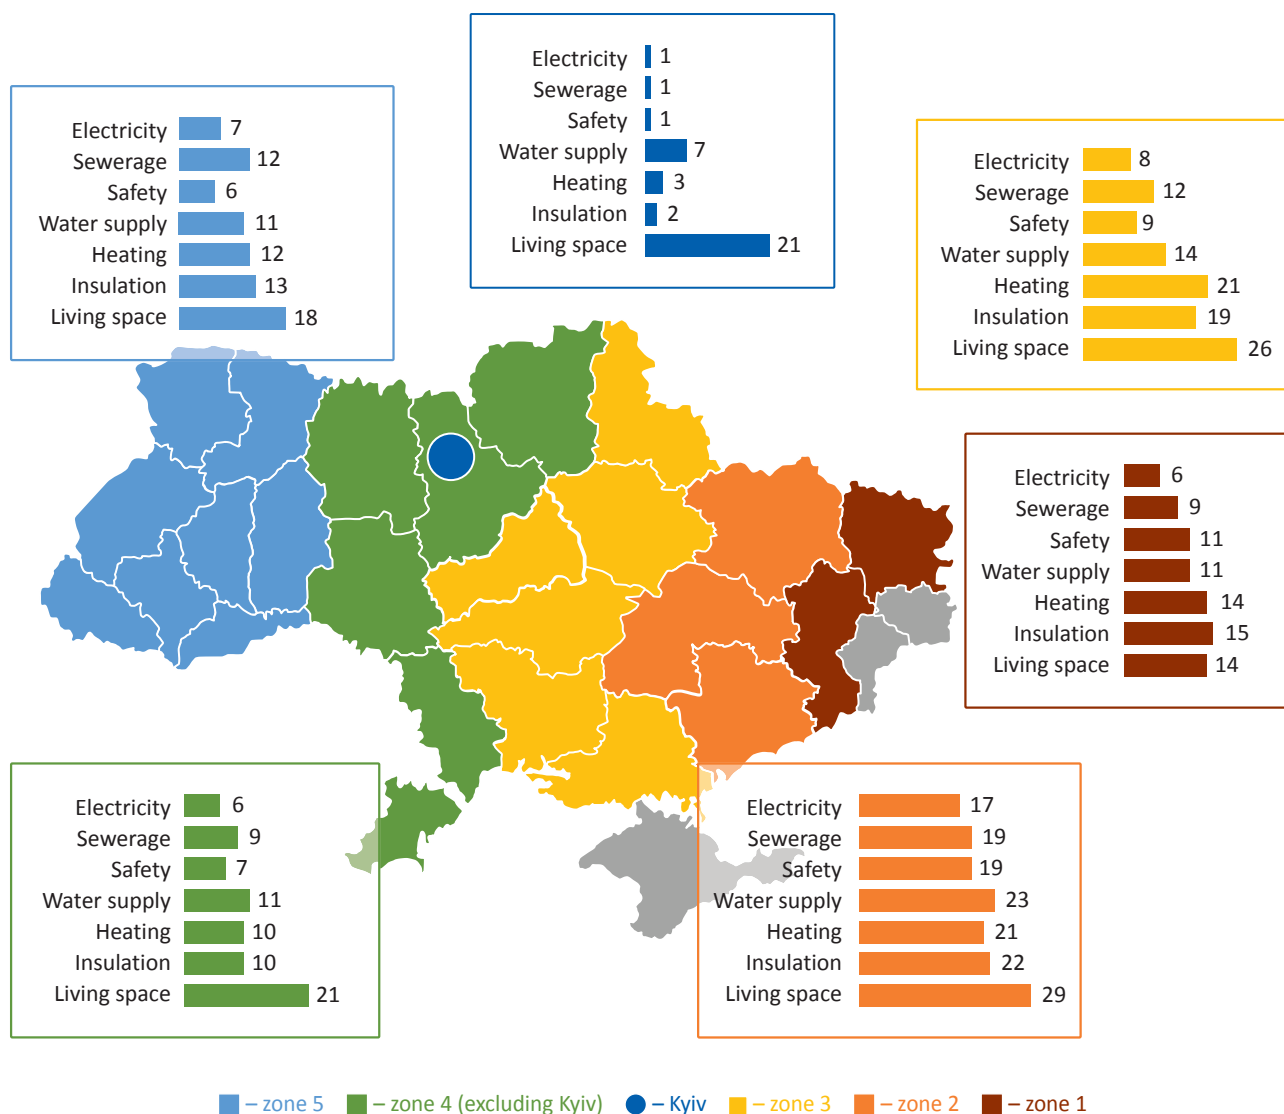 Electricity 1
Sewerage 1
Safety 1
Water supply 7
Heating 3
Insulation 2
Living space 21
Electricity 7
Sewerage 12
Safety 6
Water supply 11
Heating 12
Insulation 13
Living space 18
Electricity 8
Sewerage 12
Safety 9
Water supply 14
Heating 21
Insulation 19
Living space 26
Electricity 6
Sewerage 9
Safety 11
Water supply 11
Heating 14
Insulation 15
Living space 14
Electricity 6
Sewerage 9
Safety 7
Water supply 11
Heating 10
Insulation 10
Living space 21
Electricity 17
Sewerage 19
Safety 19
Water supply 23
Heating 21
Insulation 22
Living space 29
– zone 5 – zone 4 (excluding Kyiv) – Kyiv – zone 3 – zone 2 – zone 1